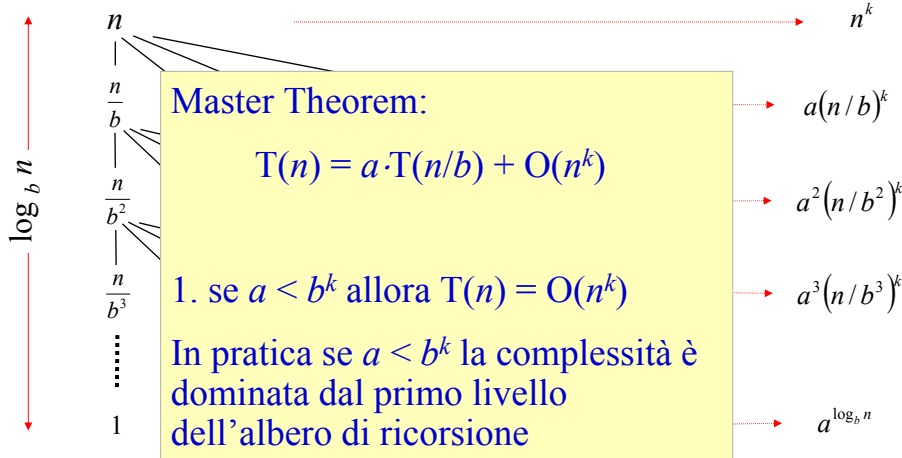 n n^k
n/b a(n/b)^k
Master Theorem:
T(n) = a·T(n/b) + O(n^k)
log_b n
n/b^2 a^2(n/b^2)^k
n/b^3 a^3(n/b^3)^k
1. se a < b^k allora T(n) = O(n^k)
In pratica se a < b^k la complessità è
dominata dal primo livello
dell'albero di ricorsione
1 a^{log_b n}